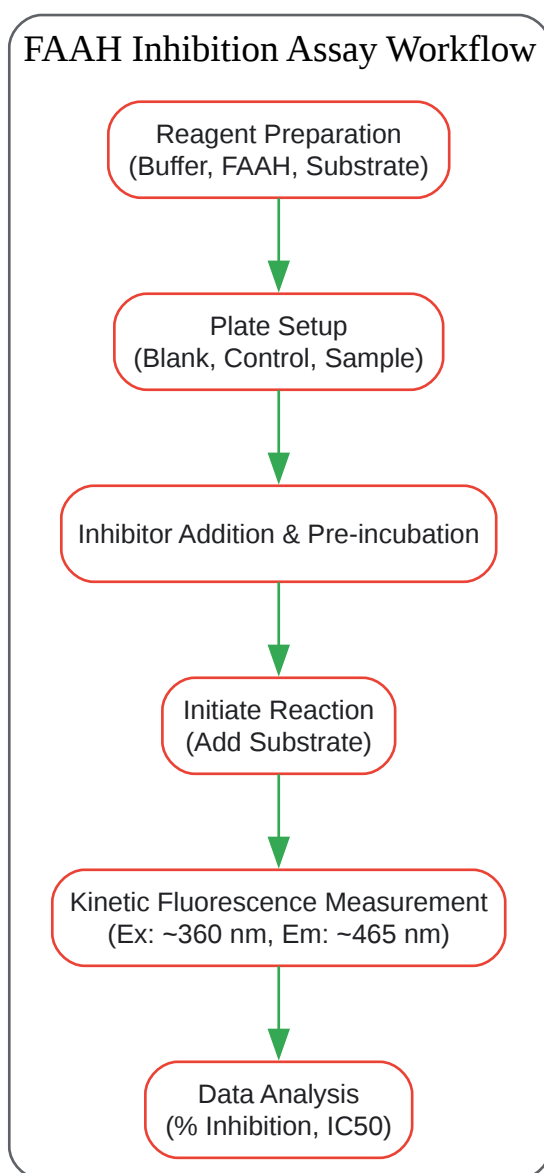 FAAH Inhibition Assay Workflow
Reagent Preparation
(Buffer, FAAH, Substrate)
Plate Setup
(Blank, Control, Sample)
Inhibitor Addition & Pre-incubation
Initiate Reaction
(Add Substrate)
Kinetic Fluorescence Measurement
(Ex: ~360 nm, Em: ~465 nm)
Data Analysis
(% Inhibition, IC50)